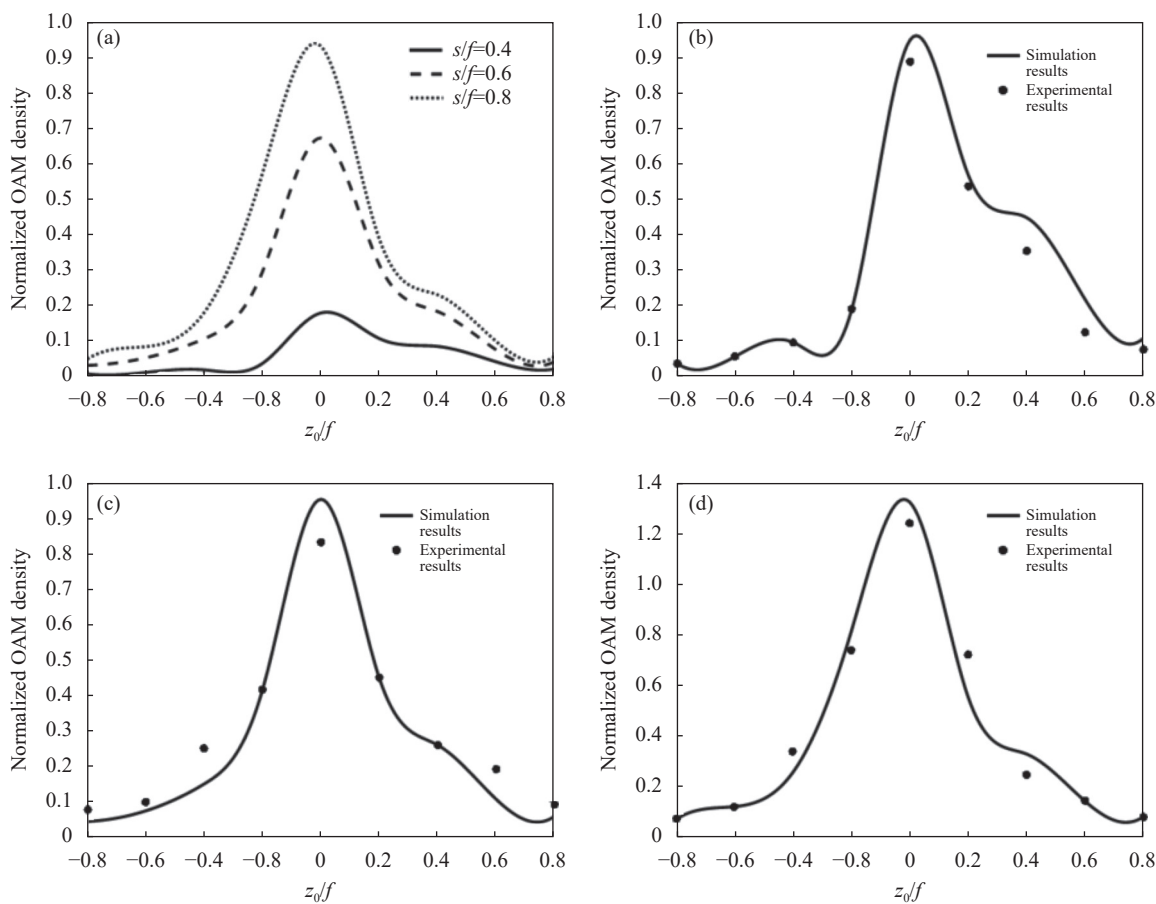 (a)
s/f=0.4
s/f=0.6
s/f=0.8
Normalized OAM density
1.0
0.9
0.8
0.7
0.6
0.5
0.4
0.3
0.2
0.1
0
−0.8 −0.6 −0.4 −0.8 0 0.2 0.4 0.6 0.8
z₀/f
(b)
Simulation
results
Experimental
results
Normalized OAM density
1.0
0.9
0.8
0.7
0.6
0.5
0.4
0.3
0.2
0.1
0
−0.8 −0.6 −0.4 −0.8 0 0.2 0.4 0.6 0.8
z₀/f
(c)
Simulation
results
Experimental
results
Normalized OAM density
1.0
0.9
0.8
0.7
0.6
0.5
0.4
0.3
0.2
0.1
0
−0.8 −0.6 −0.4 −0.8 0 0.2 0.4 0.6 0.8
z₀/f
(d)
Simulation
results
Experimental
results
Normalized OAM density
1.4
1.2
1.0
0.8
0.6
0.4
0.2
0
−0.8 −0.6 −0.4 −0.8 0 0.2 0.4 0.6 0.8
z₀/f